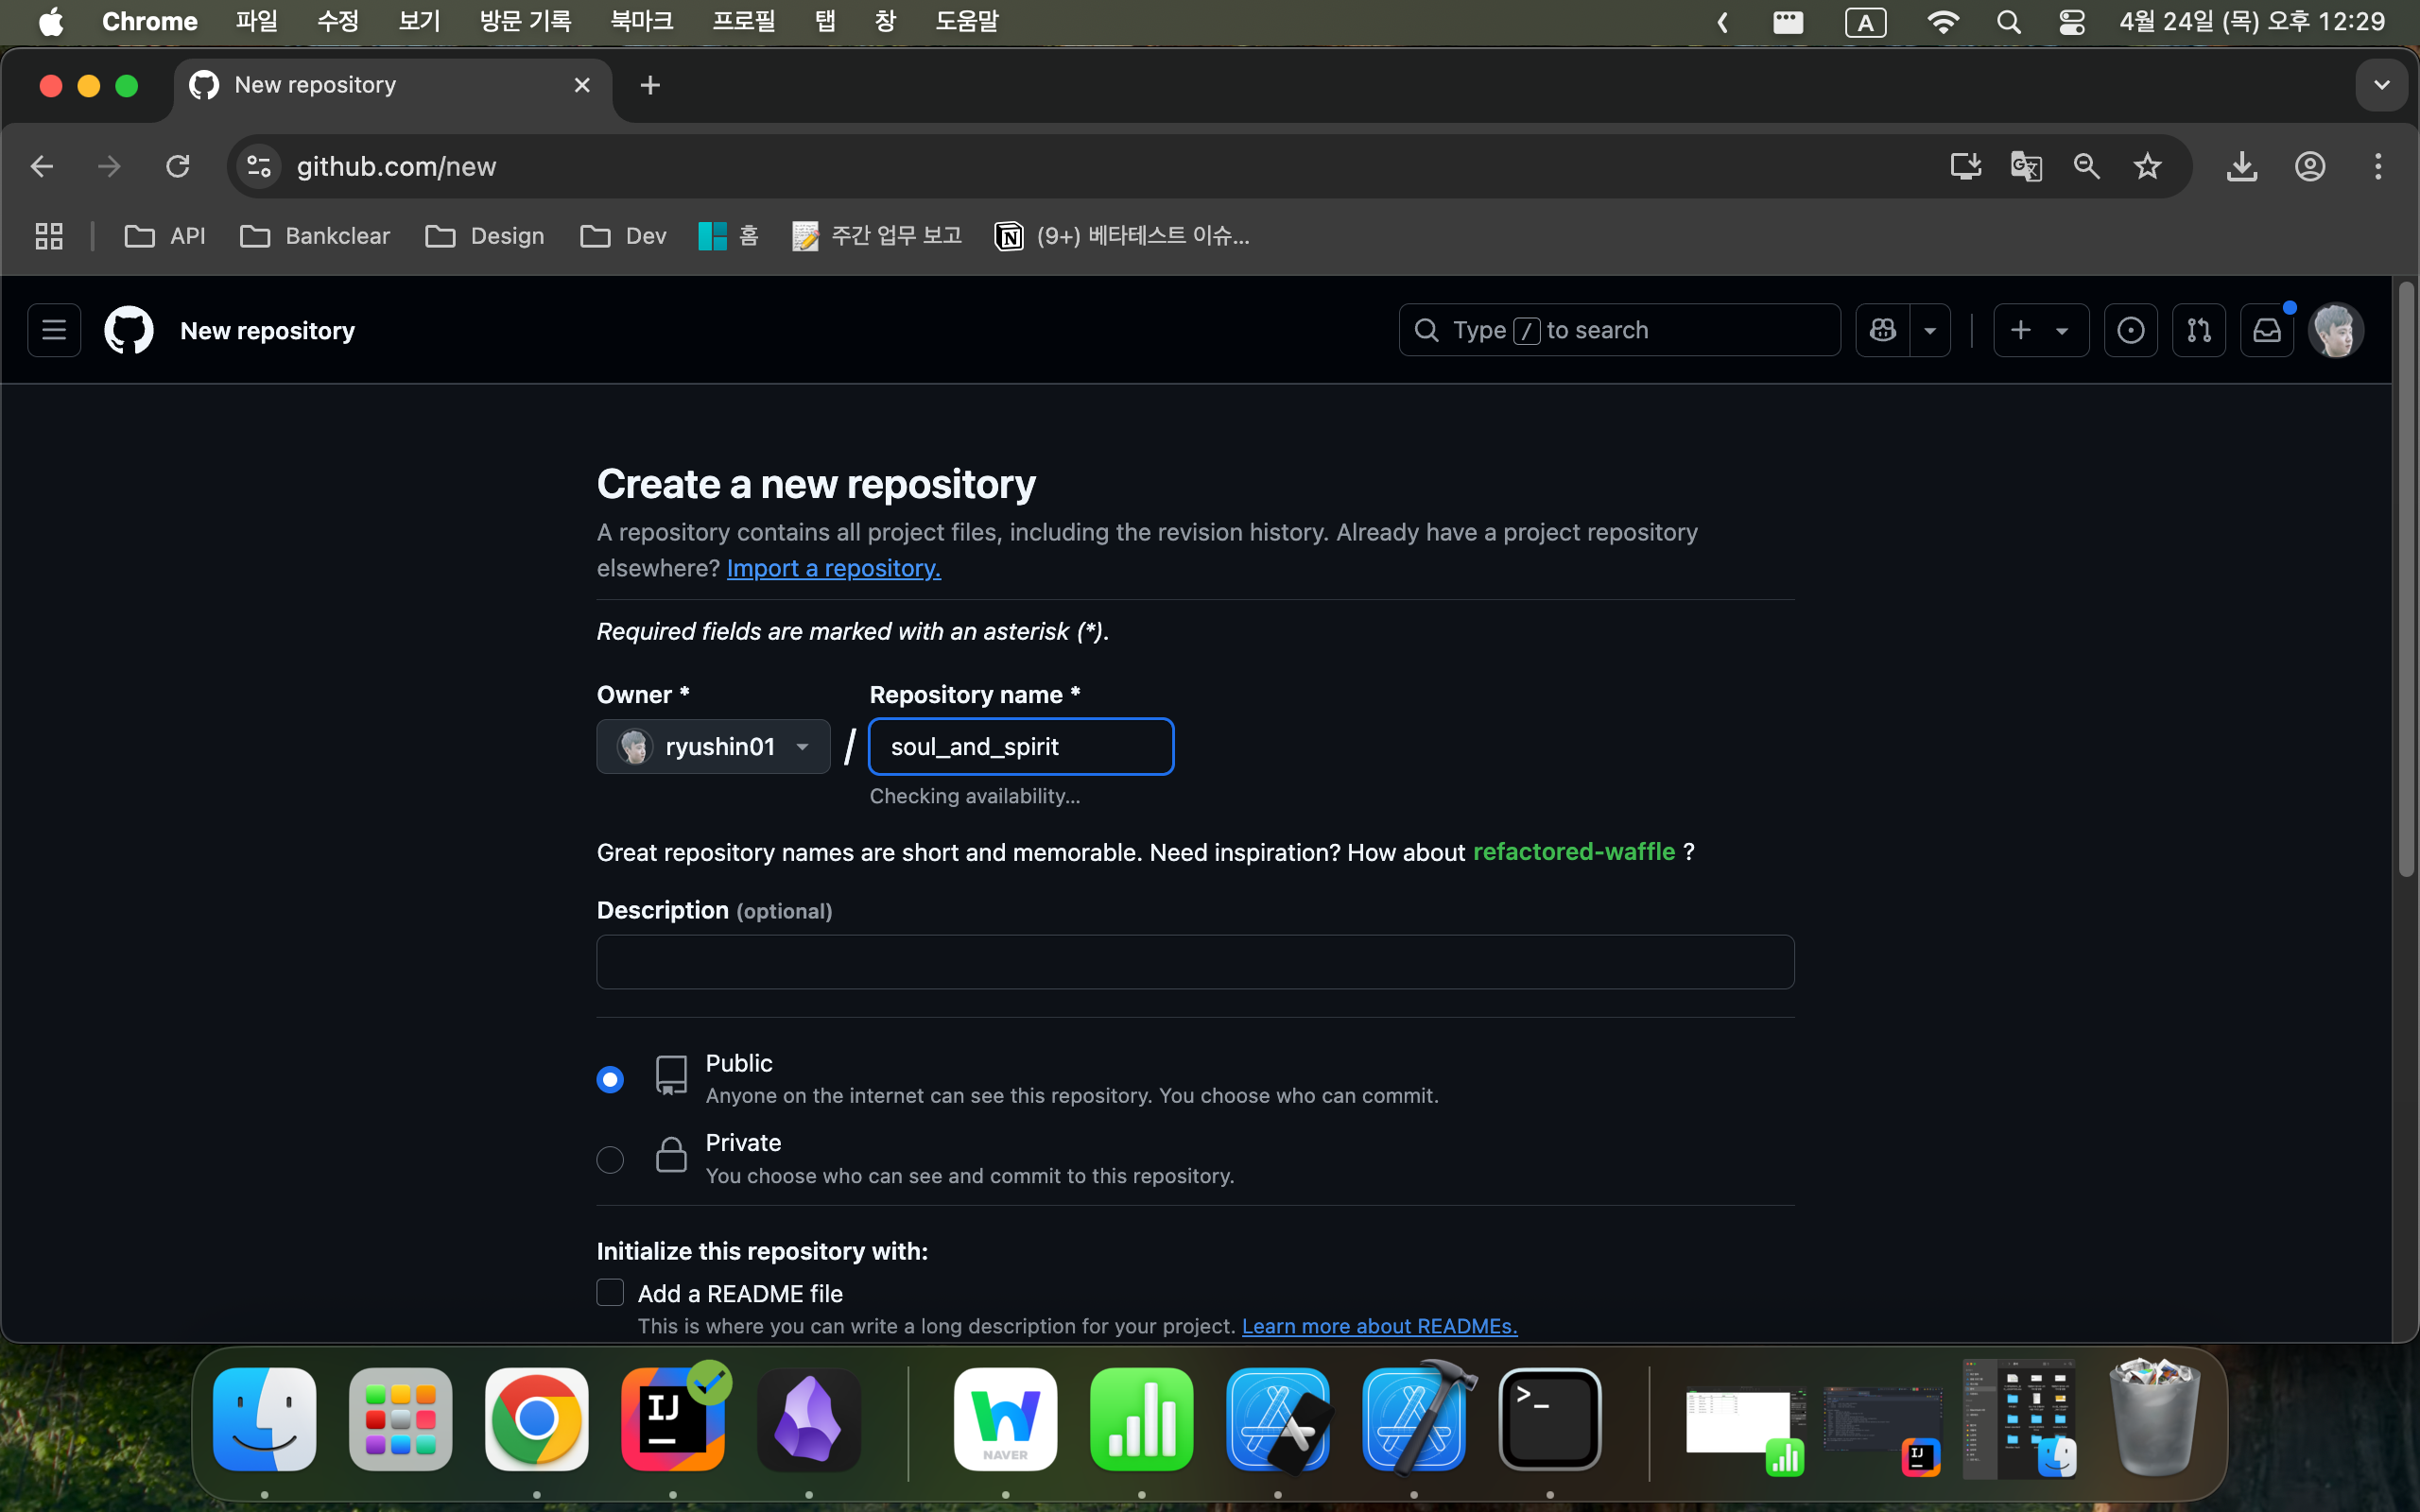 Chrome 파일 수정 보기 방문 기록 북마크 프로필 탭 창 도움말 A 4월 24일 (목) 오후 12:29
New repository
github.com/new
API Bankclear Design Dev 홈 주간 업무 보고 (9+) 베타테스트 이슈...
New repository Type / to search
Create a new repository
A repository contains all project files, including the revision history. Already have a project repository
elsewhere? Import a repository.
Required fields are marked with an asterisk (*).
Owner * Repository name *
ryushin01 / soul_and_spirit
Checking availability...
Great repository names are short and memorable. Need inspiration? How about refactored-waffle ?
Description (optional)
Public
Anyone on the internet can see this repository. You choose who can commit.
Private
You choose who can see and commit to this repository.
Initialize this repository with:
Add a README file
This is where you can write a long description for your project. Learn more about READMEs.
IJ
NAVER
>_
IJ